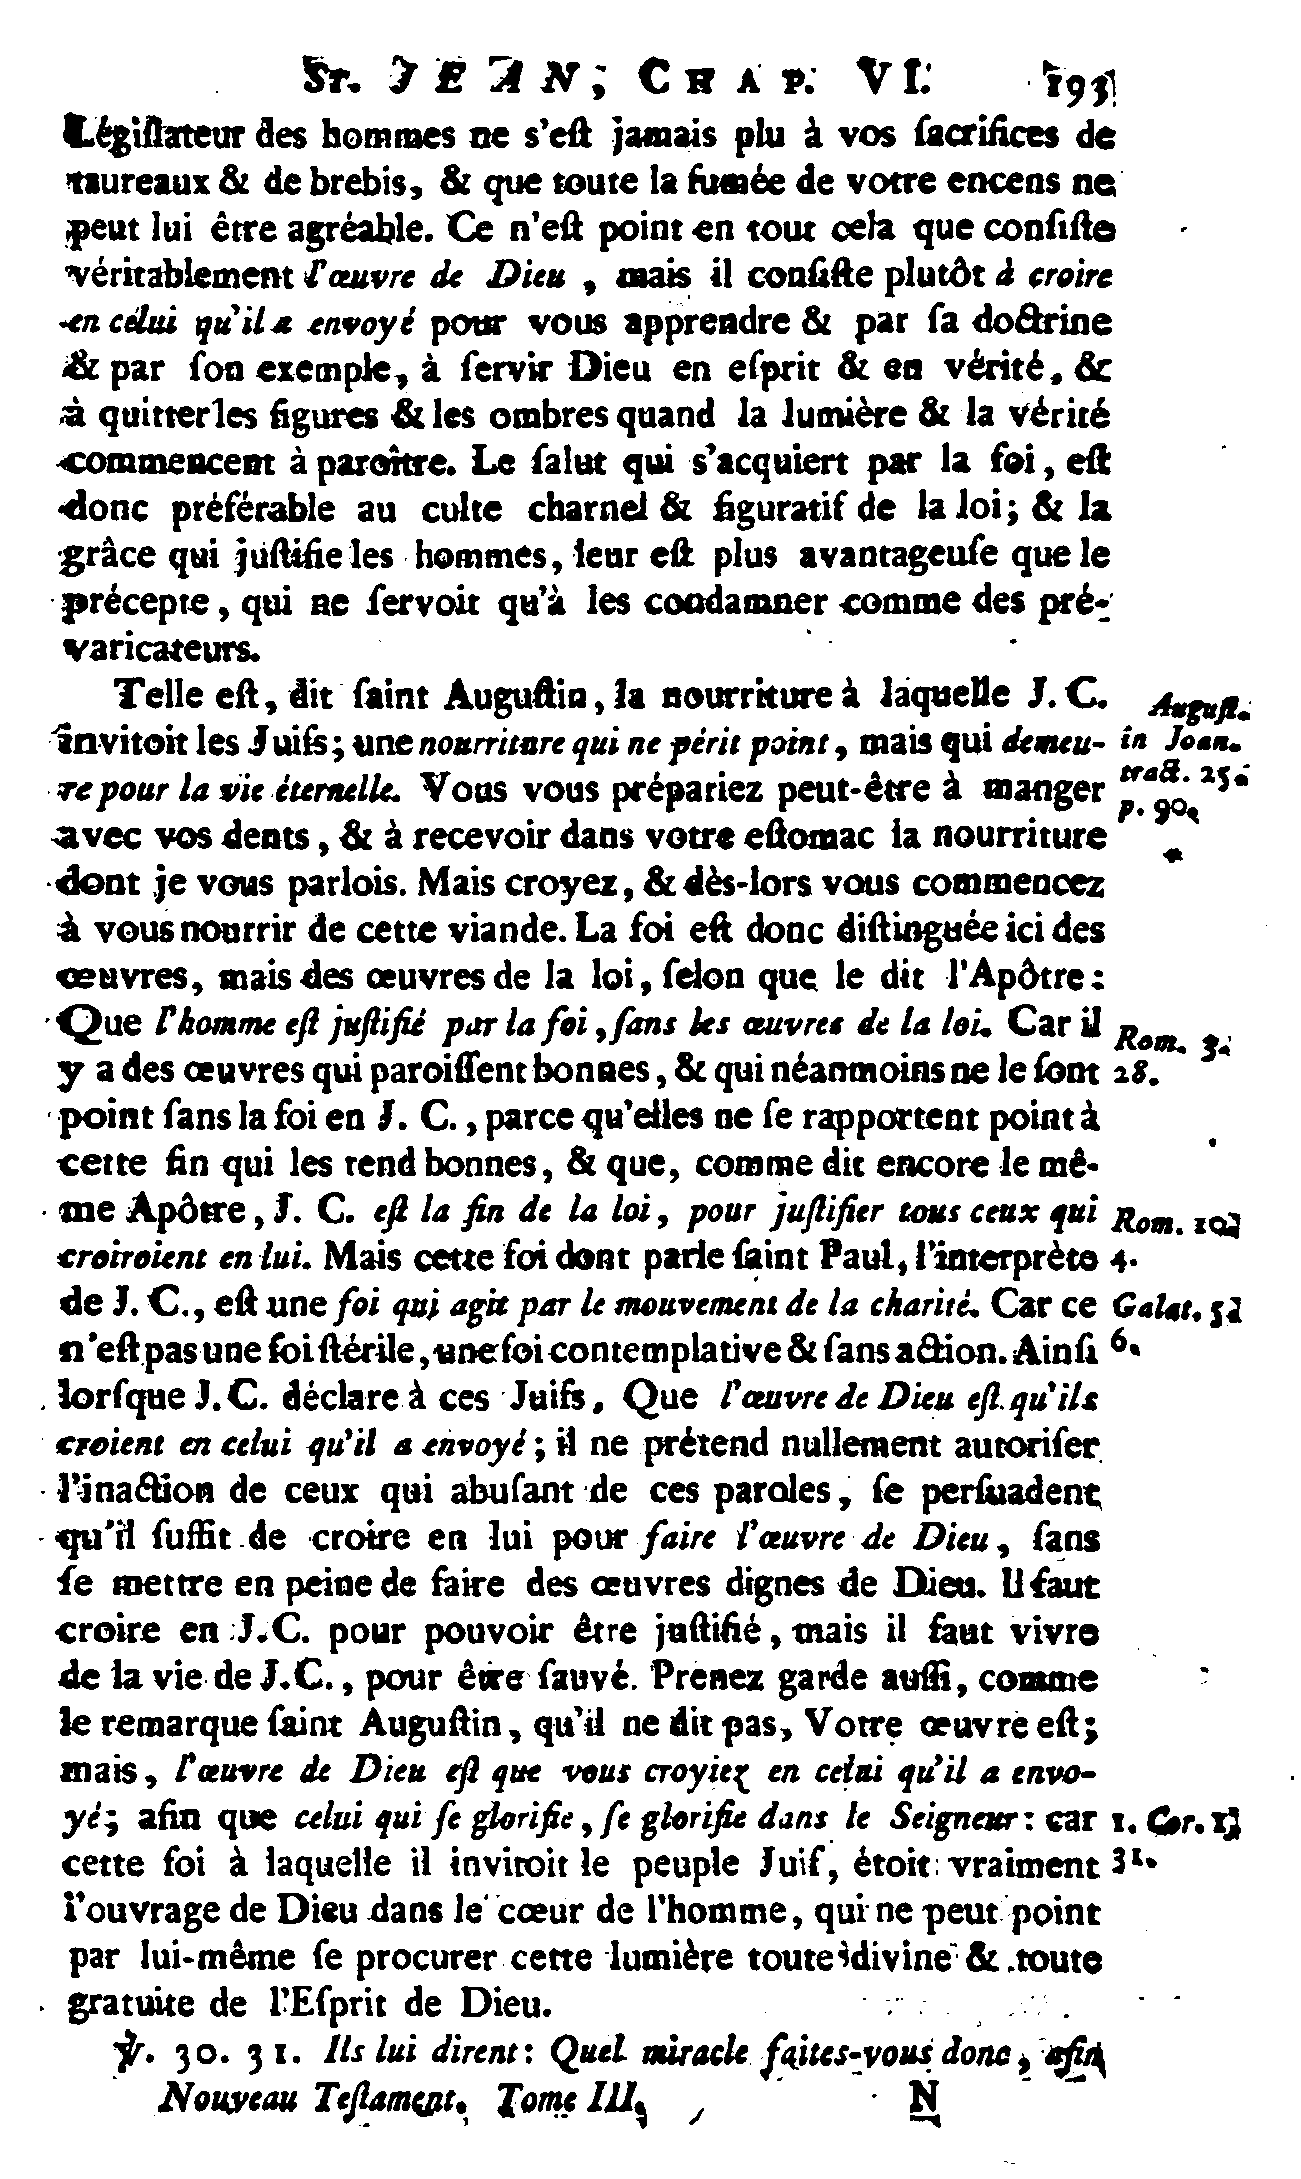 St. JEAN, CHAP. VI. 193
Légiſlateur des hommes ne s'eſt jamais plu à vos ſacrifices de
taureaux & de brebis, & que toute la fumée de votre encens ne
peut lui être agréable. Ce n'eſt point en tout cela que conſiſte
véritablement l'œuvre de Dieu, mais il conſiſte plutôt à croire
en celui qu'il a envoyé pour vous apprendre & par ſa doctrine
& par ſon exemple, à ſervir Dieu en eſprit & en vérité, &
à quitter les figures & les ombres quand la lumière & la vérité
commencent à paroître. Le ſalut qui s'acquiert par la foi, eſt
donc préférable au culte charnel & figuratif de la loi; & la
grâce qui juſtifie les hommes, leur eſt plus avantageuſe que le
précepte, qui ne ſervoit qu'à les condamner comme des pré-
varicateurs.
Telle eſt, dit ſaint Auguſtin, la nourriture à laquelle J. C.
invitoit les Juifs; une nourriture qui ne périt point, mais qui demeu-
re pour la vie éternelle. Vous vous prépariez peut-être à manger
avec vos dents, & à recevoir dans votre eſtomac la nourriture
dont je vous parlois. Mais croyez, & dès-lors vous commencez
à vous nourrir de cette viande. La foi eſt donc diſtinguée ici des
œuvres, mais des œuvres de la loi, ſelon que le dit l'Apôtre:
Que l'homme eſt juſtifié par la foi, ſans les œuvres de la loi. Car il
y a des œuvres qui paroiſſent bonnes, & qui néanmoins ne le ſont
point ſans la foi en J. C., parce qu'elles ne ſe rapportent point à
cette fin qui les rend bonnes, & que, comme dit encore le mê-
me Apôtre, J. C. eſt la fin de la loi, pour juſtifier tous ceux qui
croiroient en lui. Mais cette foi dont parle ſaint Paul, l'interprète
de J. C., eſt une foi qui agit par le mouvement de la charité. Car ce
n'eſt pas une foi ſtérile, une foi contemplative & ſans action. Ainſi
lorſque J. C. déclare à ces Juifs, Que l'œuvre de Dieu eſt qu'ils
croient en celui qu'il a envoyé; il ne prétend nullement autoriſer
l'inaction de ceux qui abuſant de ces paroles, ſe perſuadent
qu'il ſuffit de croire en lui pour faire l'œuvre de Dieu, ſans
ſe mettre en peine de faire des œuvres dignes de Dieu. Il faut
croire en J. C. pour pouvoir être juſtifié, mais il faut vivre
de la vie de J. C., pour être ſauvé. Prenez garde auſſi, comme
le remarque ſaint Auguſtin, qu'il ne dit pas, Votre œuvre eſt;
mais, l'œuvre de Dieu eſt que vous croyiez en celui qu'il a envo-
yé; afin que celui qui ſe glorifie, ſe glorifie dans le Seigneur: car
cette foi à laquelle il invitoit le peuple Juif, étoit vraiment
l'ouvrage de Dieu dans le cœur de l'homme, qui ne peut point
par lui-même ſe procurer cette lumière toute divine & toute
gratuite de l'Eſprit de Dieu.
℣. 30. 31. Ils lui dirent: Quel miracle faites-vous donc, afin
Nouveau Teſtament. Tome III. N
Auguſt.
in Joan.
tract. 25.
p. 90.
Rom. 3.
28.
Rom. 10.
4.
Galat. 5.
6.
1. Cor. 1.
31.